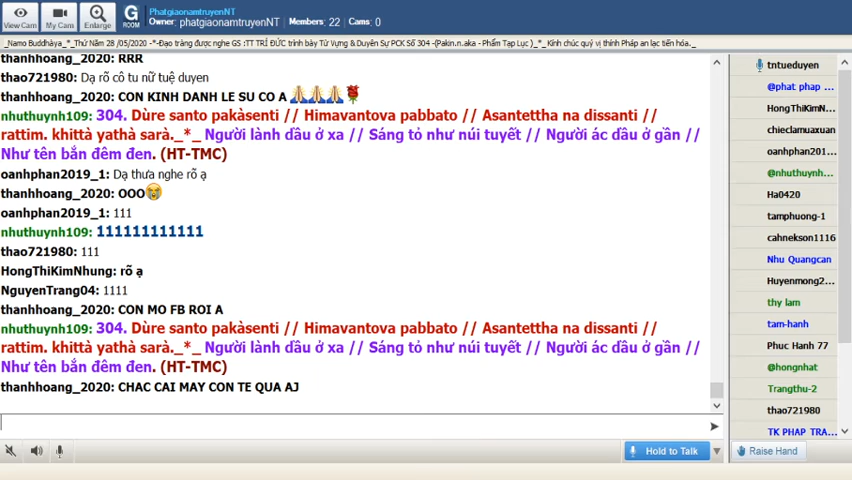 View Cam
My Cam
Enlarge
G
ROOM
PhatgiaonamtruyenNT
Owner: phatgiaonamtruyenNT Members: 22 Cams: 0
_Namo Buddhàya_*_Thứ Năm 28 /05/2020 -*-Đạo tràng được nghe GS :TT TRÍ ĐỨC trình bày Từ Vựng & Duyên Sự PCK Số 304 -(Pakin.n.aka - Phẩm Tạp Lục )_*_Kính chúc quý vị thính Pháp an lạc tiến hóa._
thanhhoang_2020: RRR
thao721980: Dạ rõ cô tu nữ tuệ duyen
thanhhoang_2020: CON KINH DANH LE SU CO A
nhuthuynh109: 304. Dùre santo pakàsenti // Himavantova pabbato // Asantettha na dissanti //
rattim. khittà yathà sarà._*_ Người lành dầu ở xa // Sáng tỏ như núi tuyết // Người ác dầu ở gần //
Như tên bắn đêm đen. (HT-TMC)
oanhphan2019_1: Dạ thưa nghe rõ ạ
thanhhoang_2020: OOO
oanhphan2019_1: 111
nhuthuynh109: 111111111111
thao721980: 111
HongThiKimNhung: rõ ạ
NguyenTrang04: 1111
thanhhoang_2020: CON MO FB ROI A
nhuthuynh109: 304. Dùre santo pakàsenti // Himavantova pabbato // Asantettha na dissanti //
rattim. khittà yathà sarà._*_ Người lành dầu ở xa // Sáng tỏ như núi tuyết // Người ác dầu ở gần //
Như tên bắn đêm đen. (HT-TMC)
thanhhoang_2020: CHAC CAI MAY CON TE QUA AJ
Hold to Talk
tntueduyen
@phat phap ...
HongThiKimN...
chieclamuaxuan
oanhphan201...
@nhuthuynh...
Ha0420
tamphuong-1
cahnekson1116
Nhu Quangcan
Huyenmong2...
thy lam
tam-hanh
Phuc Hanh 77
@hongnhat
Trangthu-2
thao721980
TK PHAP TRA...
Raise Hand